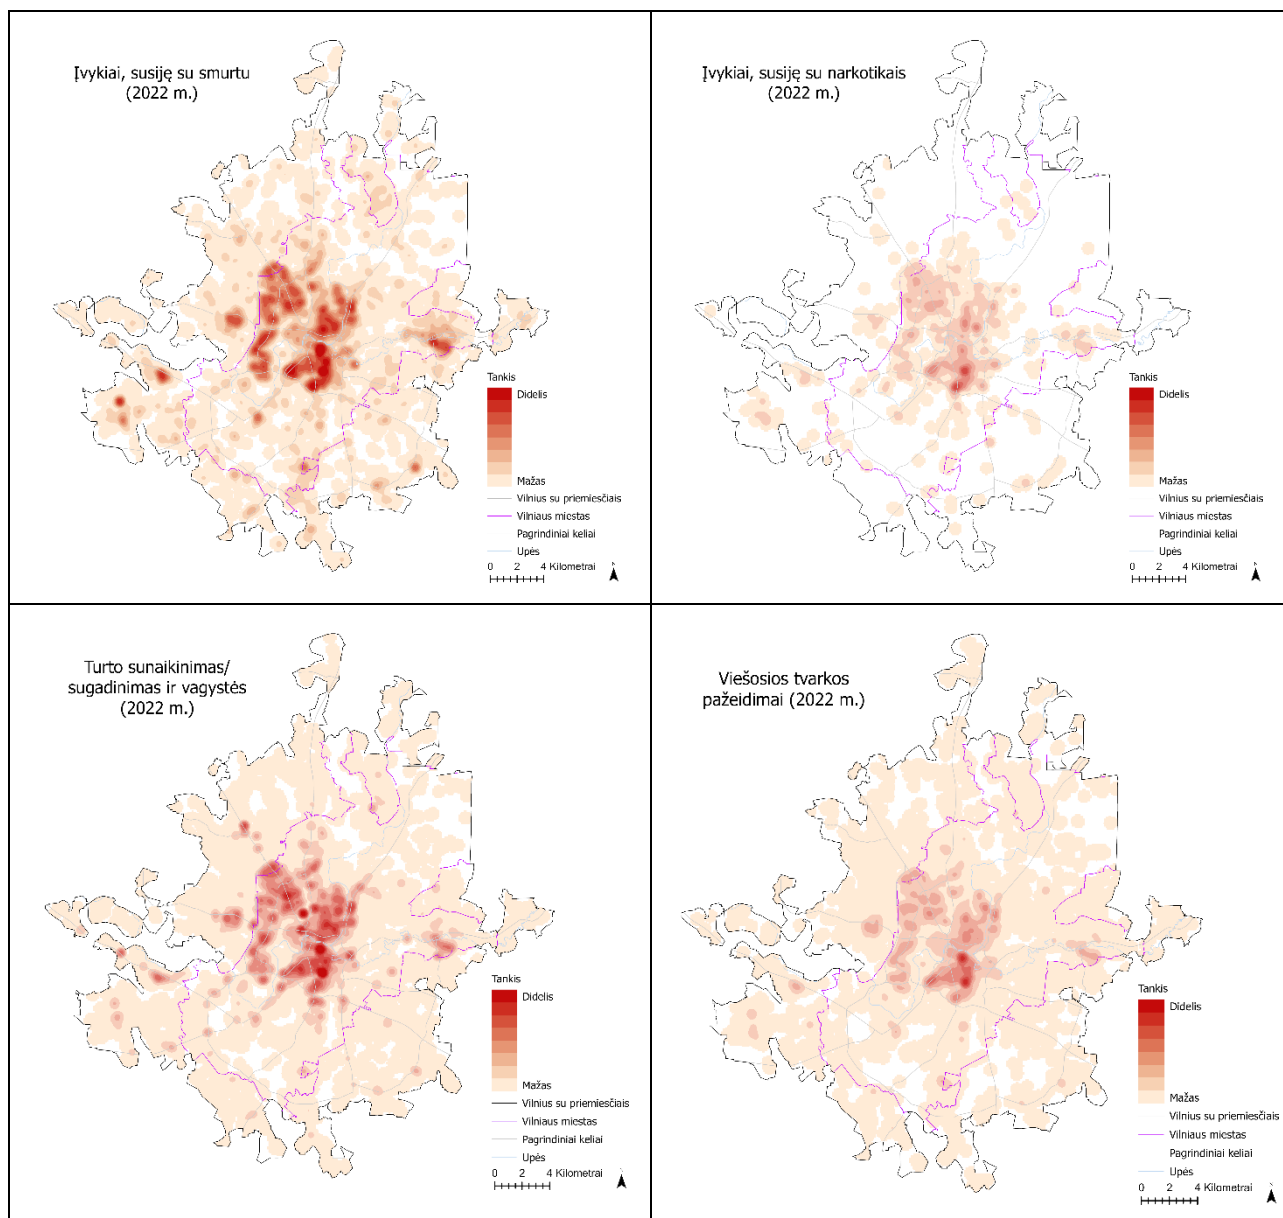 Įvykiai, susiję su smurtu
(2022 m.)
Tankis
Didelis
Mažas
Vilnius su priemiesčiais
Vilniaus miestas
Pagrindiniai keliai
Upės
0 2 4 Kilometrai
Įvykiai, susiję su narkotikais
(2022 m.)
Tankis
Didelis
Mažas
Vilnius su priemiesčiais
Vilniaus miestas
Pagrindiniai keliai
Upės
0 2 4 Kilometrai
Turto sunaikinimas/
sugadinimas ir vagystės
(2022 m.)
Tankis
Didelis
Mažas
Vilnius su priemiesčiais
Vilniaus miestas
Pagrindiniai keliai
Upės
0 2 4 Kilometrai
Viešosios tvarkos
pažeidimai (2022 m.)
Tankis
Didelis
Mažas
Vilnius su priemiesčiais
Vilniaus miestas
Pagrindiniai keliai
Upės
0 2 4 Kilometrai